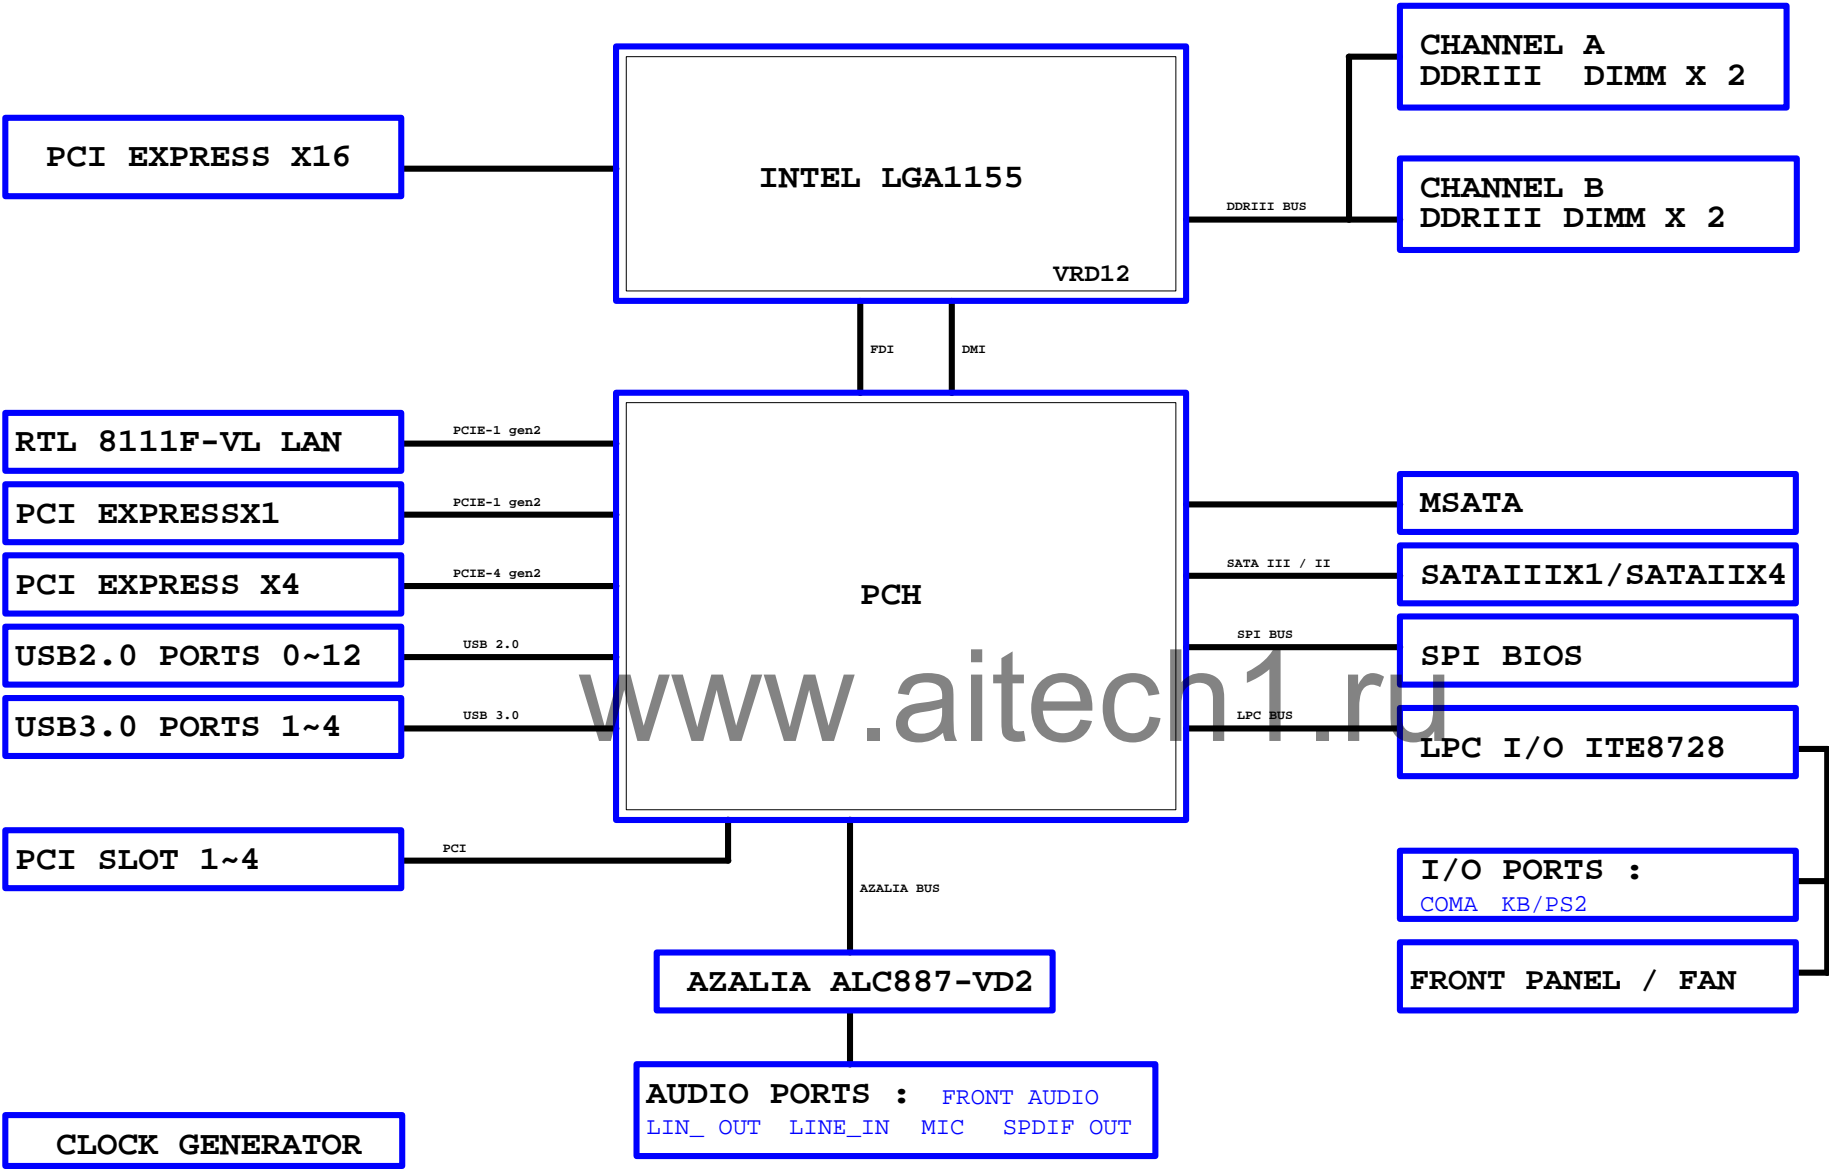 CHANNEL A
DDRIII DIMM X 2
PCI EXPRESS X16
INTEL LGA1155
VRD12
DDRIII BUS
CHANNEL B
DDRIII DIMM X 2
FDI
DMI
RTL 8111F-VL LAN
PCIE-1 gen2
PCI EXPRESSX1
PCIE-1 gen2
PCI EXPRESS X4
PCIE-4 gen2
USB2.0 PORTS 0~12
USB 2.0
USB3.0 PORTS 1~4
USB 3.0
PCH
MSATA
SATA III / II
SATAIIIX1/SATAIIX4
SPI BUS
SPI BIOS
www.aitech1.ru
LPC BUS
LPC I/O ITE8728
PCI SLOT 1~4
PCI
AZALIA BUS
I/O PORTS :
COMA KB/PS2
FRONT PANEL / FAN
AZALIA ALC887-VD2
AUDIO PORTS : FRONT AUDIO
LIN_ OUT LINE_IN MIC SPDIF OUT
CLOCK GENERATOR